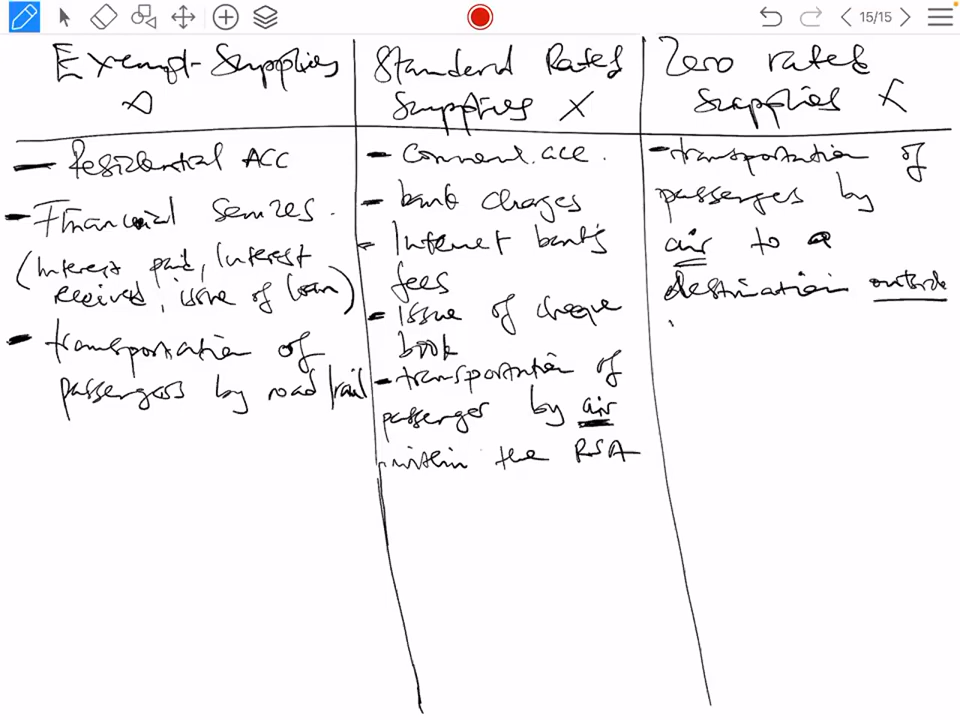 15/15
Exempt Supplies
Residential ACC
- Financial Services.
(Interest paid, Interest
received, issue of loan)
- transportation of
passengers by road/rail
Standard Rated
Supplies X
- Comment. acc.
- bank charges
- Internet bank's
fees
- issue of cheque
book
- transportation of
passenger by air
within the RSA
Zero rated
Supplies
- transportation of
passengers by
air to a
destination outside